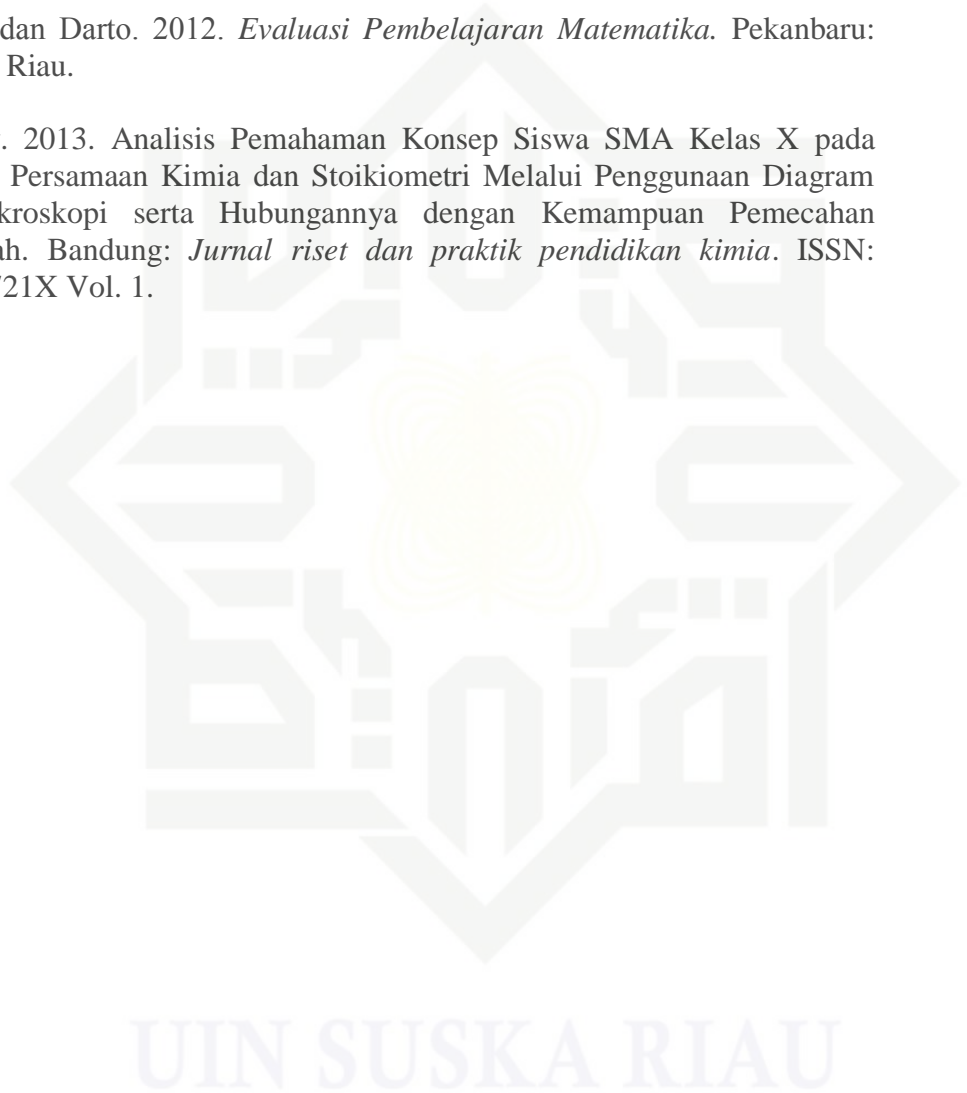 dan Darto. 2012. Evaluasi Pembelajaran Matematika. Pekanbaru:
Riau.
. 2013. Analisis Pemahaman Konsep Siswa SMA Kelas X pada
Persamaan Kimia dan Stoikiometri Melalui Penggunaan Diagram
kroskopi serta Hubungannya dengan Kemampuan Pemecahan
ah. Bandung: Jurnal riset dan praktik pendidikan kimia. ISSN:
721X Vol. 1.
UIN SUSKA RIAU